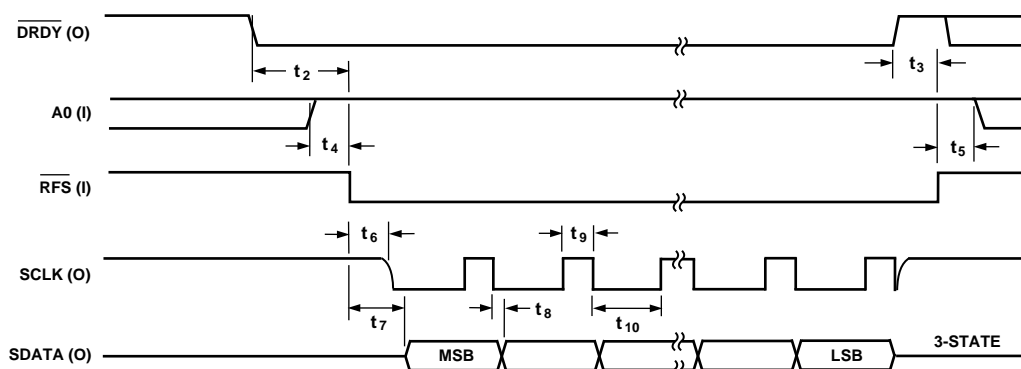 DRDY (O)
t2
t3
A0 (I)
t4
t5
RFS (I)
t6
t9
SCLK (O)
t7
t8
t10
SDATA (O)
MSB
LSB
3-STATE